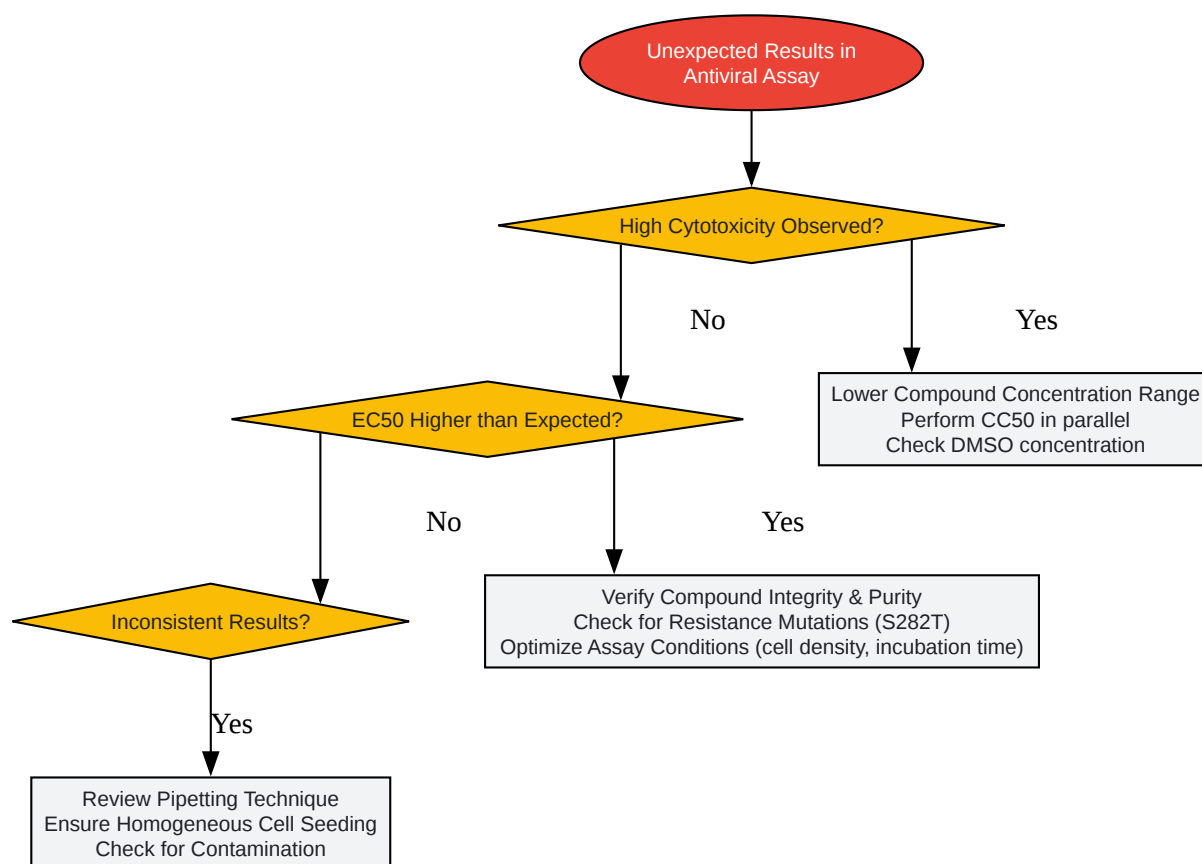 Unexpected Results in
Antiviral Assay
High Cytotoxicity Observed?
No
Yes
Lower Compound Concentration Range
Perform CC50 in parallel
Check DMSO concentration
EC50 Higher than Expected?
No
Yes
Verify Compound Integrity & Purity
Check for Resistance Mutations (S282T)
Optimize Assay Conditions (cell density, incubation time)
Inconsistent Results?
Yes
Review Pipetting Technique
Ensure Homogeneous Cell Seeding
Check for Contamination